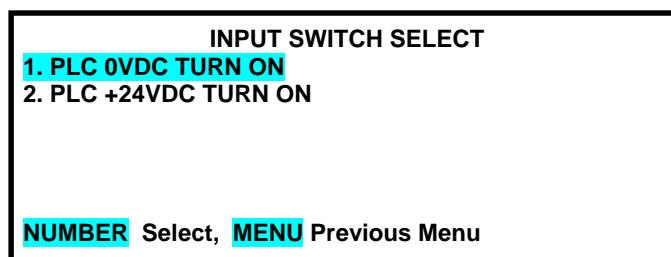 INPUT SWITCH SELECT
1. PLC 0VDC TURN ON
2. PLC +24VDC TURN ON
NUMBER Select, MENU Previous Menu